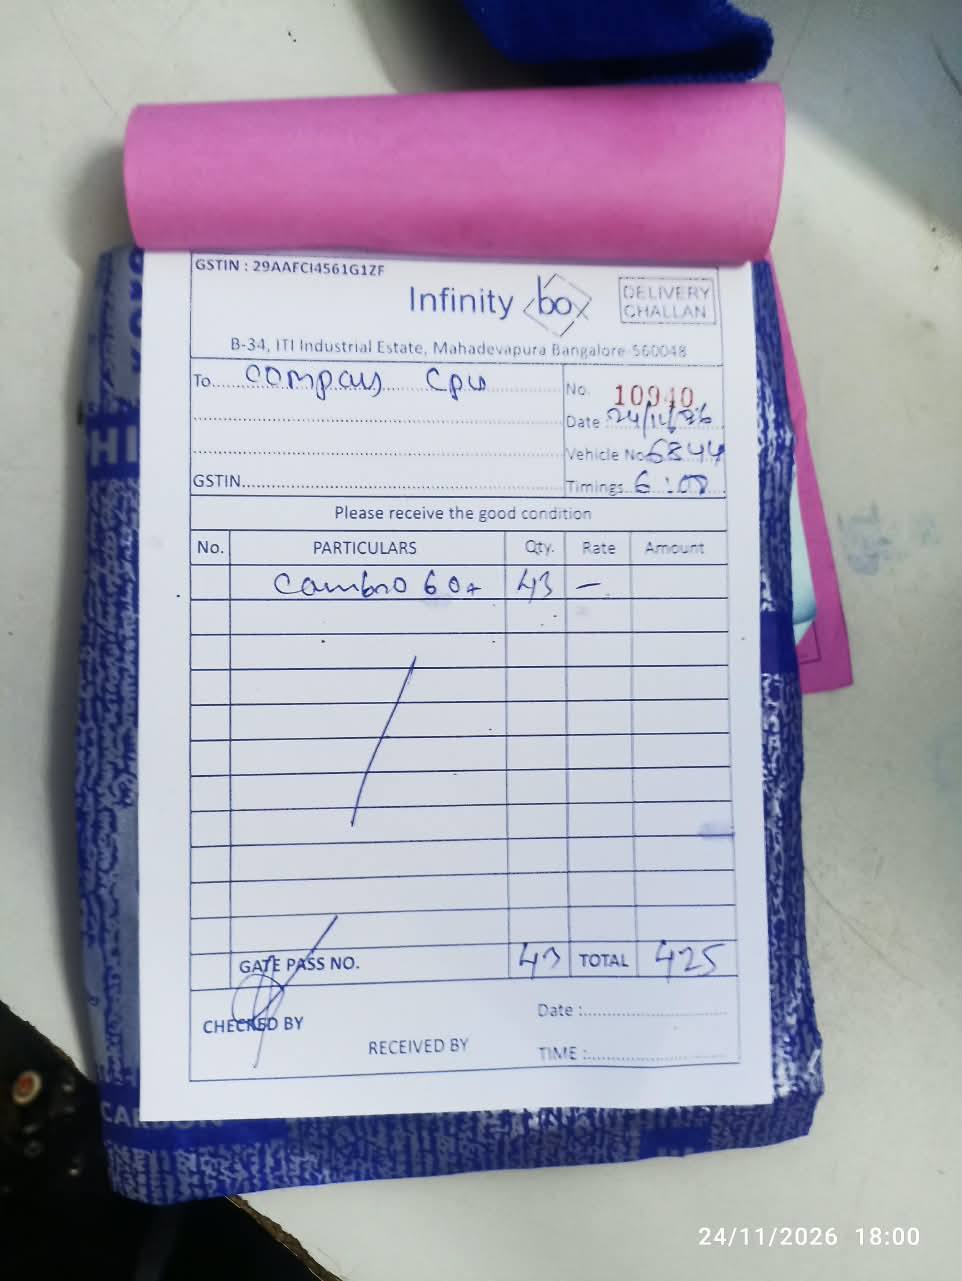 GSTIN : 29AAFCI4561G1ZF
Infinity box
DELIVERY
CHALLAN
B-34, ITI Industrial Estate, Mahadevapura Bangalore-560048
To. Compass Cpu
No. 10940
Date 24/11/26
Vehicle No 6844
GSTIN
Timings 6:00
Please receive the good condition
No. PARTICULARS Qty. Rate Amount
Cambro 60+ 43 —
GATE PASS NO. 43 TOTAL 425
CHECKED BY
Date :
RECEIVED BY
TIME :
24/11/2026 18:00